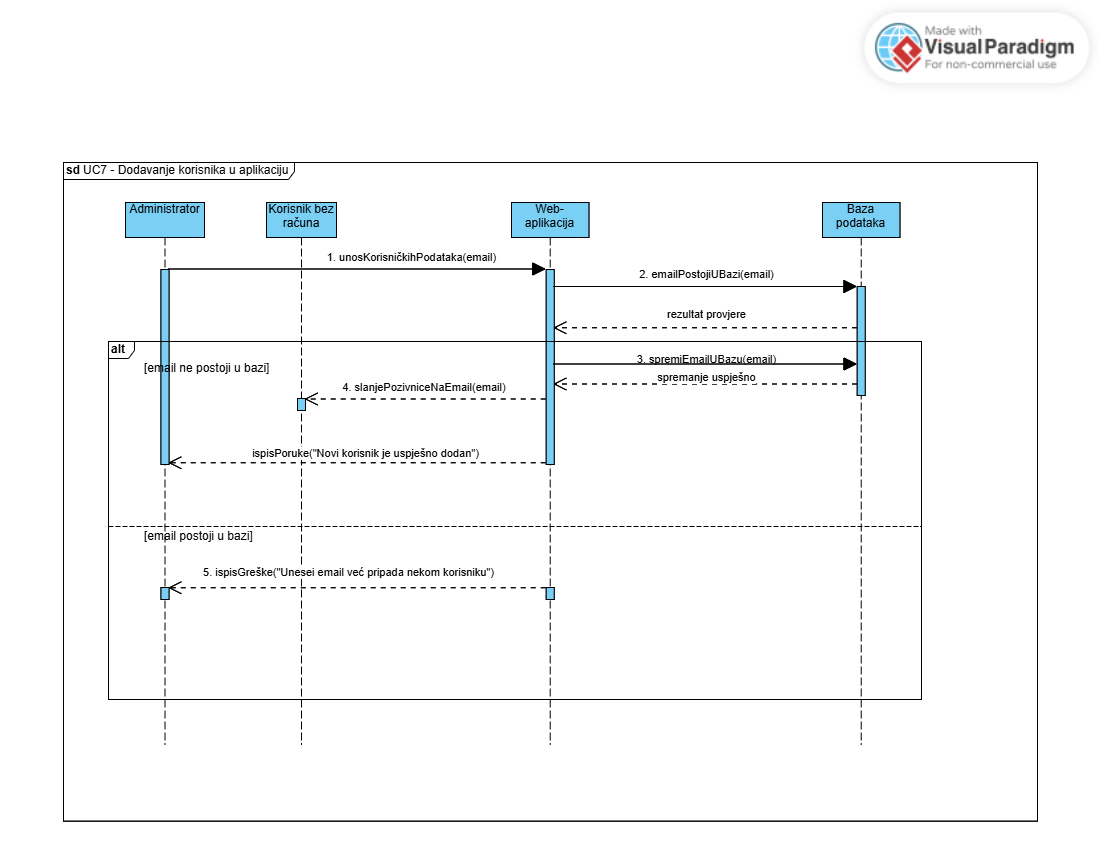 Made with
Visual Paradigm
For non-commercial use
sd UC7 - Dodavanje korisnika u aplikaciju
Administrator
Korisnik bez
računa
Web-
aplikacija
Baza
podataka
1. unosKorisničkihPodataka(email)
2. emailPostojiUBazi(email)
rezultat provjere
alt
[email ne postoji u bazi]
3. spremiEmailUBazu(email)
spremanje uspješno
4. slanjePozivniceNaEmail(email)
ispisPoruke("Novi korisnik je uspješno dodan")
[email postoji u bazi]
5. ispisGreške("Unesei email već pripada nekom korisniku")